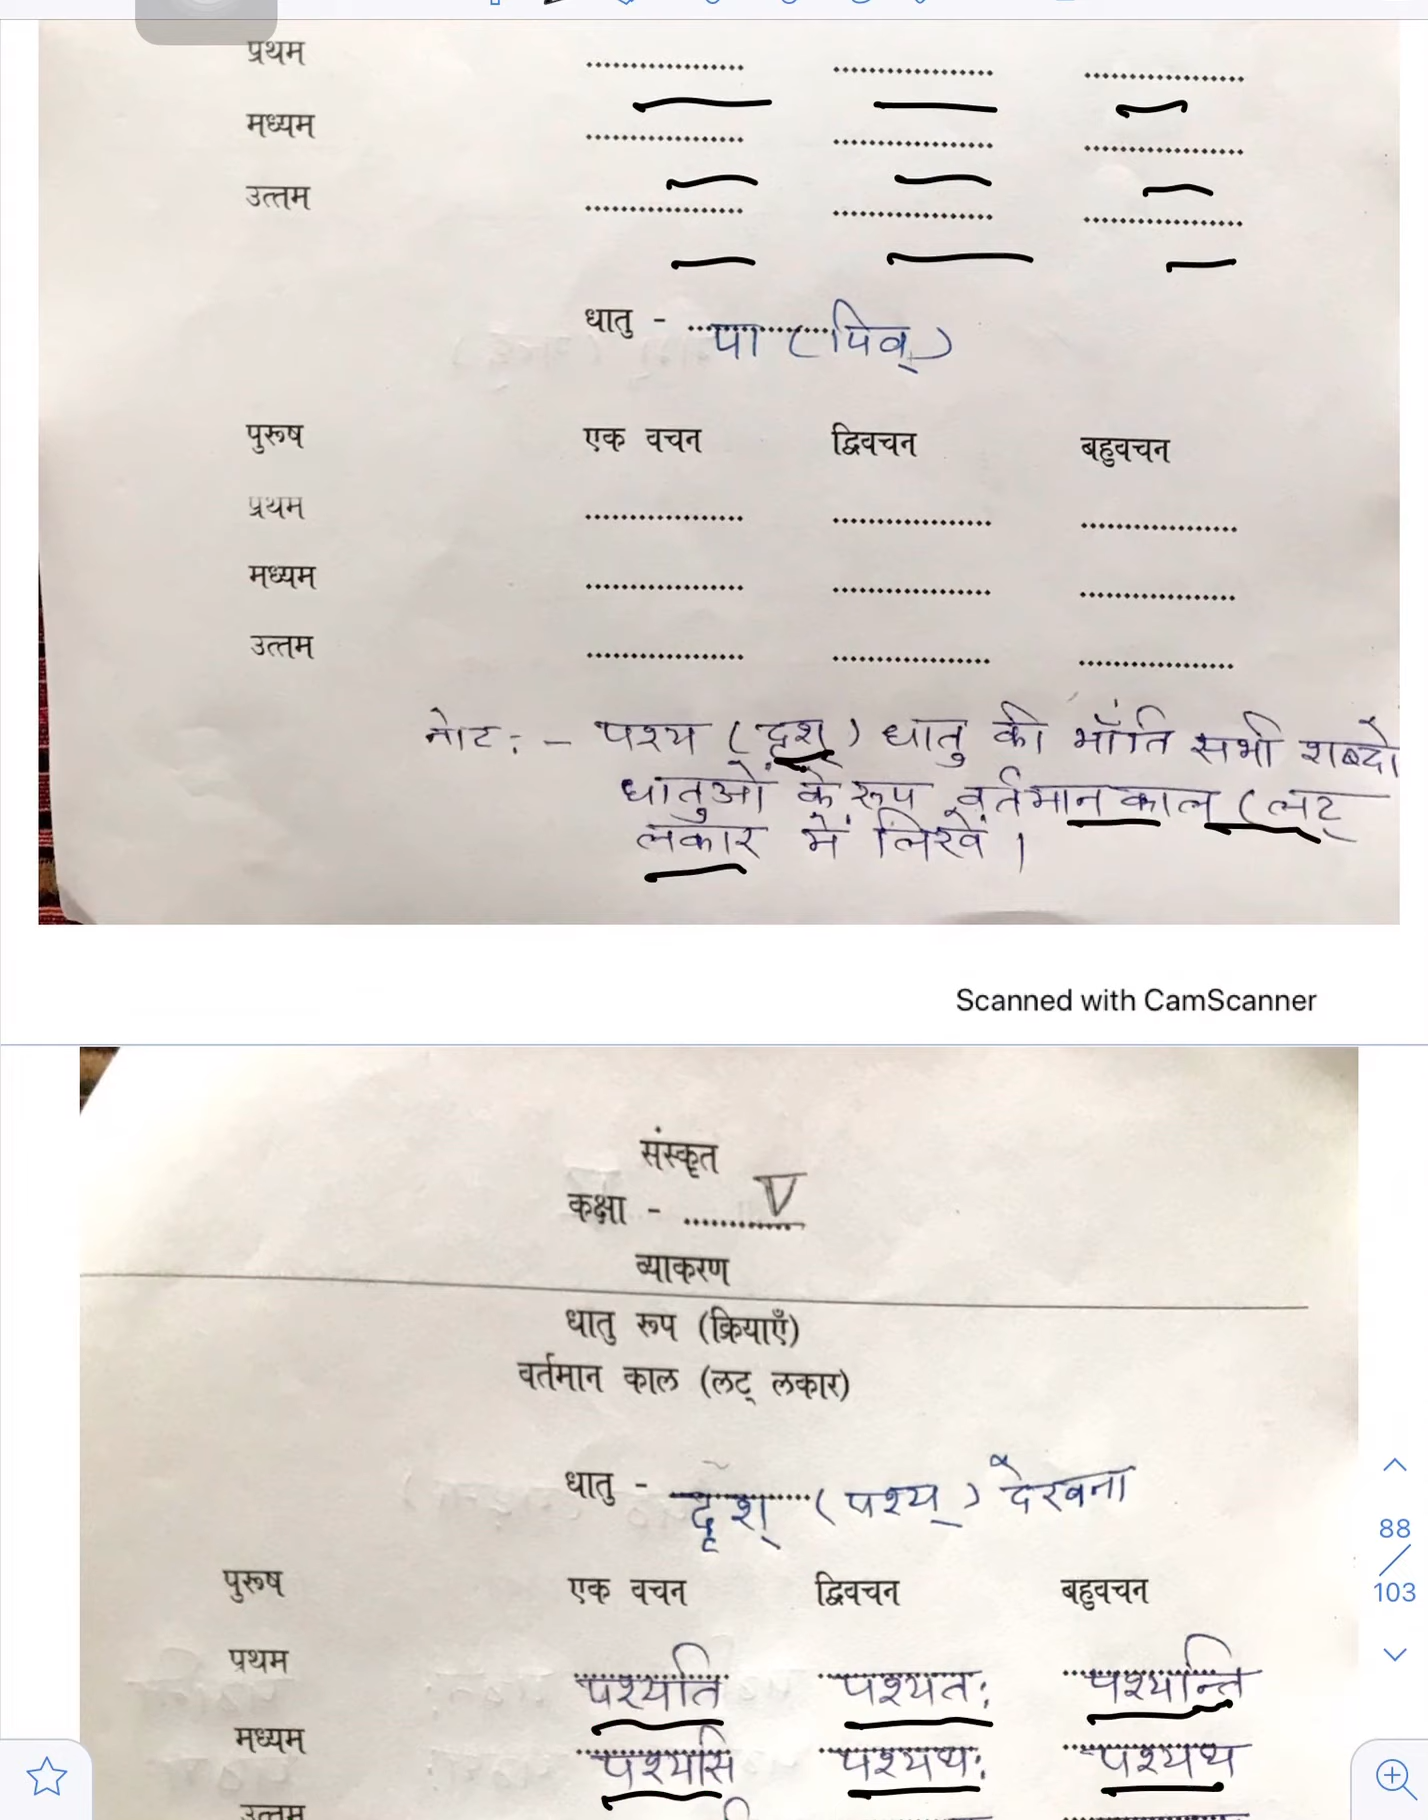 प्रथम .................. .................. ..................
मध्यम .................. .................. ..................
उत्तम .................. .................. ..................
धातु - ..................पा (पिव्)
पुरूष एक वचन द्विवचन बहुवचन
प्रथम .................. .................. ..................
मध्यम .................. .................. ..................
उत्तम .................. .................. ..................
नोट: - पश्य (दृश्) धातु की भाँति सभी शब्दों
धातुओं के रूप वर्तमान काल (लट्
लकार में लिखें।
Scanned with CamScanner
संस्कृत
कक्षा - ............. V
व्याकरण
धातु रूप (क्रियाएँ)
वर्तमान काल (लट् लकार)
धातु - दृश् (पश्य्) देखना
पुरूष एक वचन द्विवचन बहुवचन
प्रथम पश्यति पश्यतः पश्यन्ति
मध्यम पश्यसि पश्यथः पश्यथ
उत्तम
88
/
103